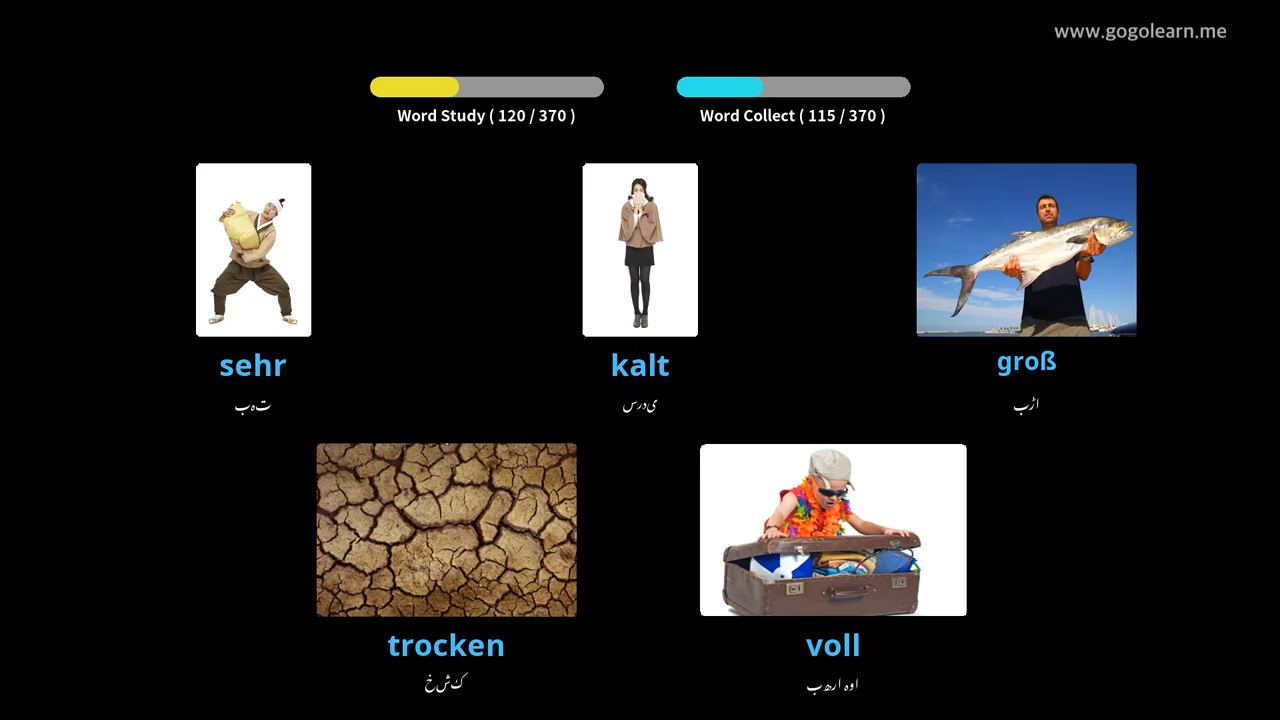 www.gogolearn.me
Word Study ( 120 / 370 )
Word Collect ( 115 / 370 )
sehr
تہب
kalt
یدرس
groß
اڑب
trocken
کشخ
voll
اوہ ارھب